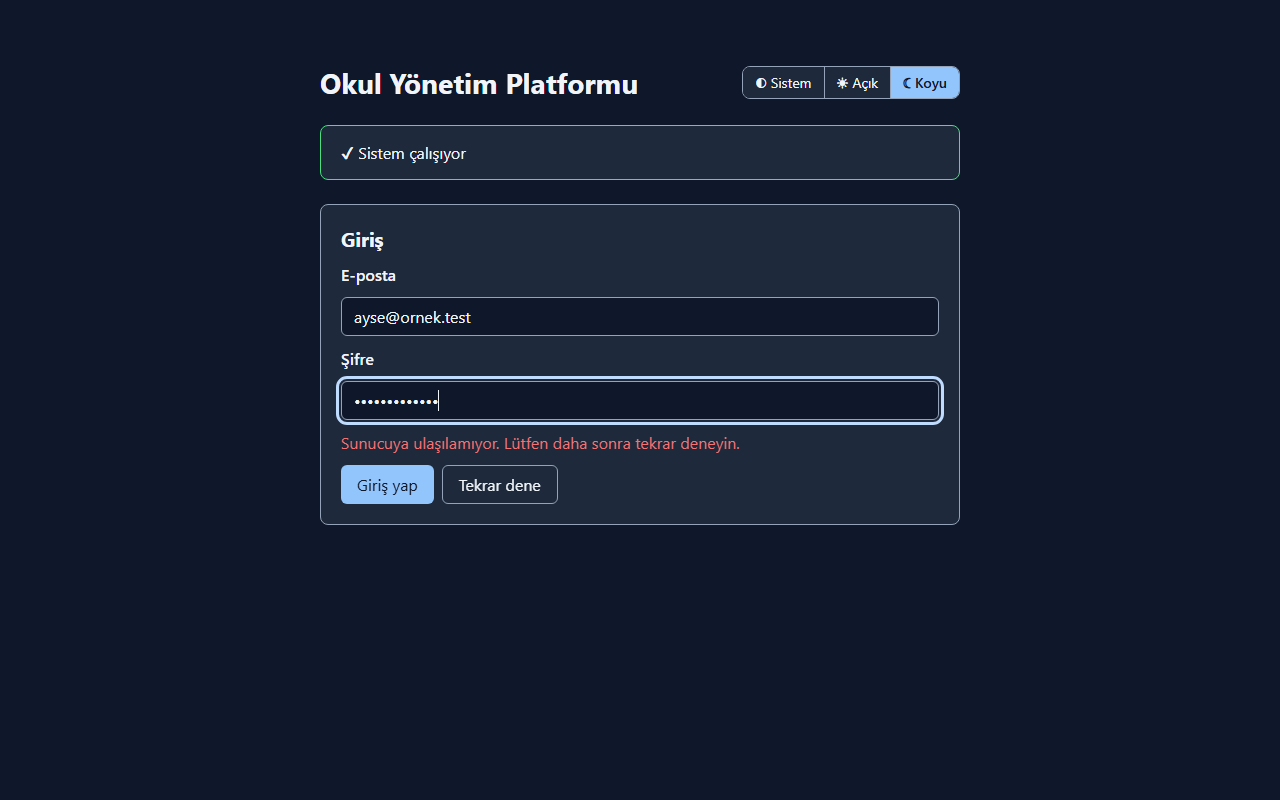 Okul Yönetim Platformu
◐ Sistem ☀ Açık ☾ Koyu
✓ Sistem çalışıyor
Giriş
E-posta
ayse@ornek.test
Şifre
•••••••••••••
Sunucuya ulaşılamıyor. Lütfen daha sonra tekrar deneyin.
Giriş yap Tekrar dene